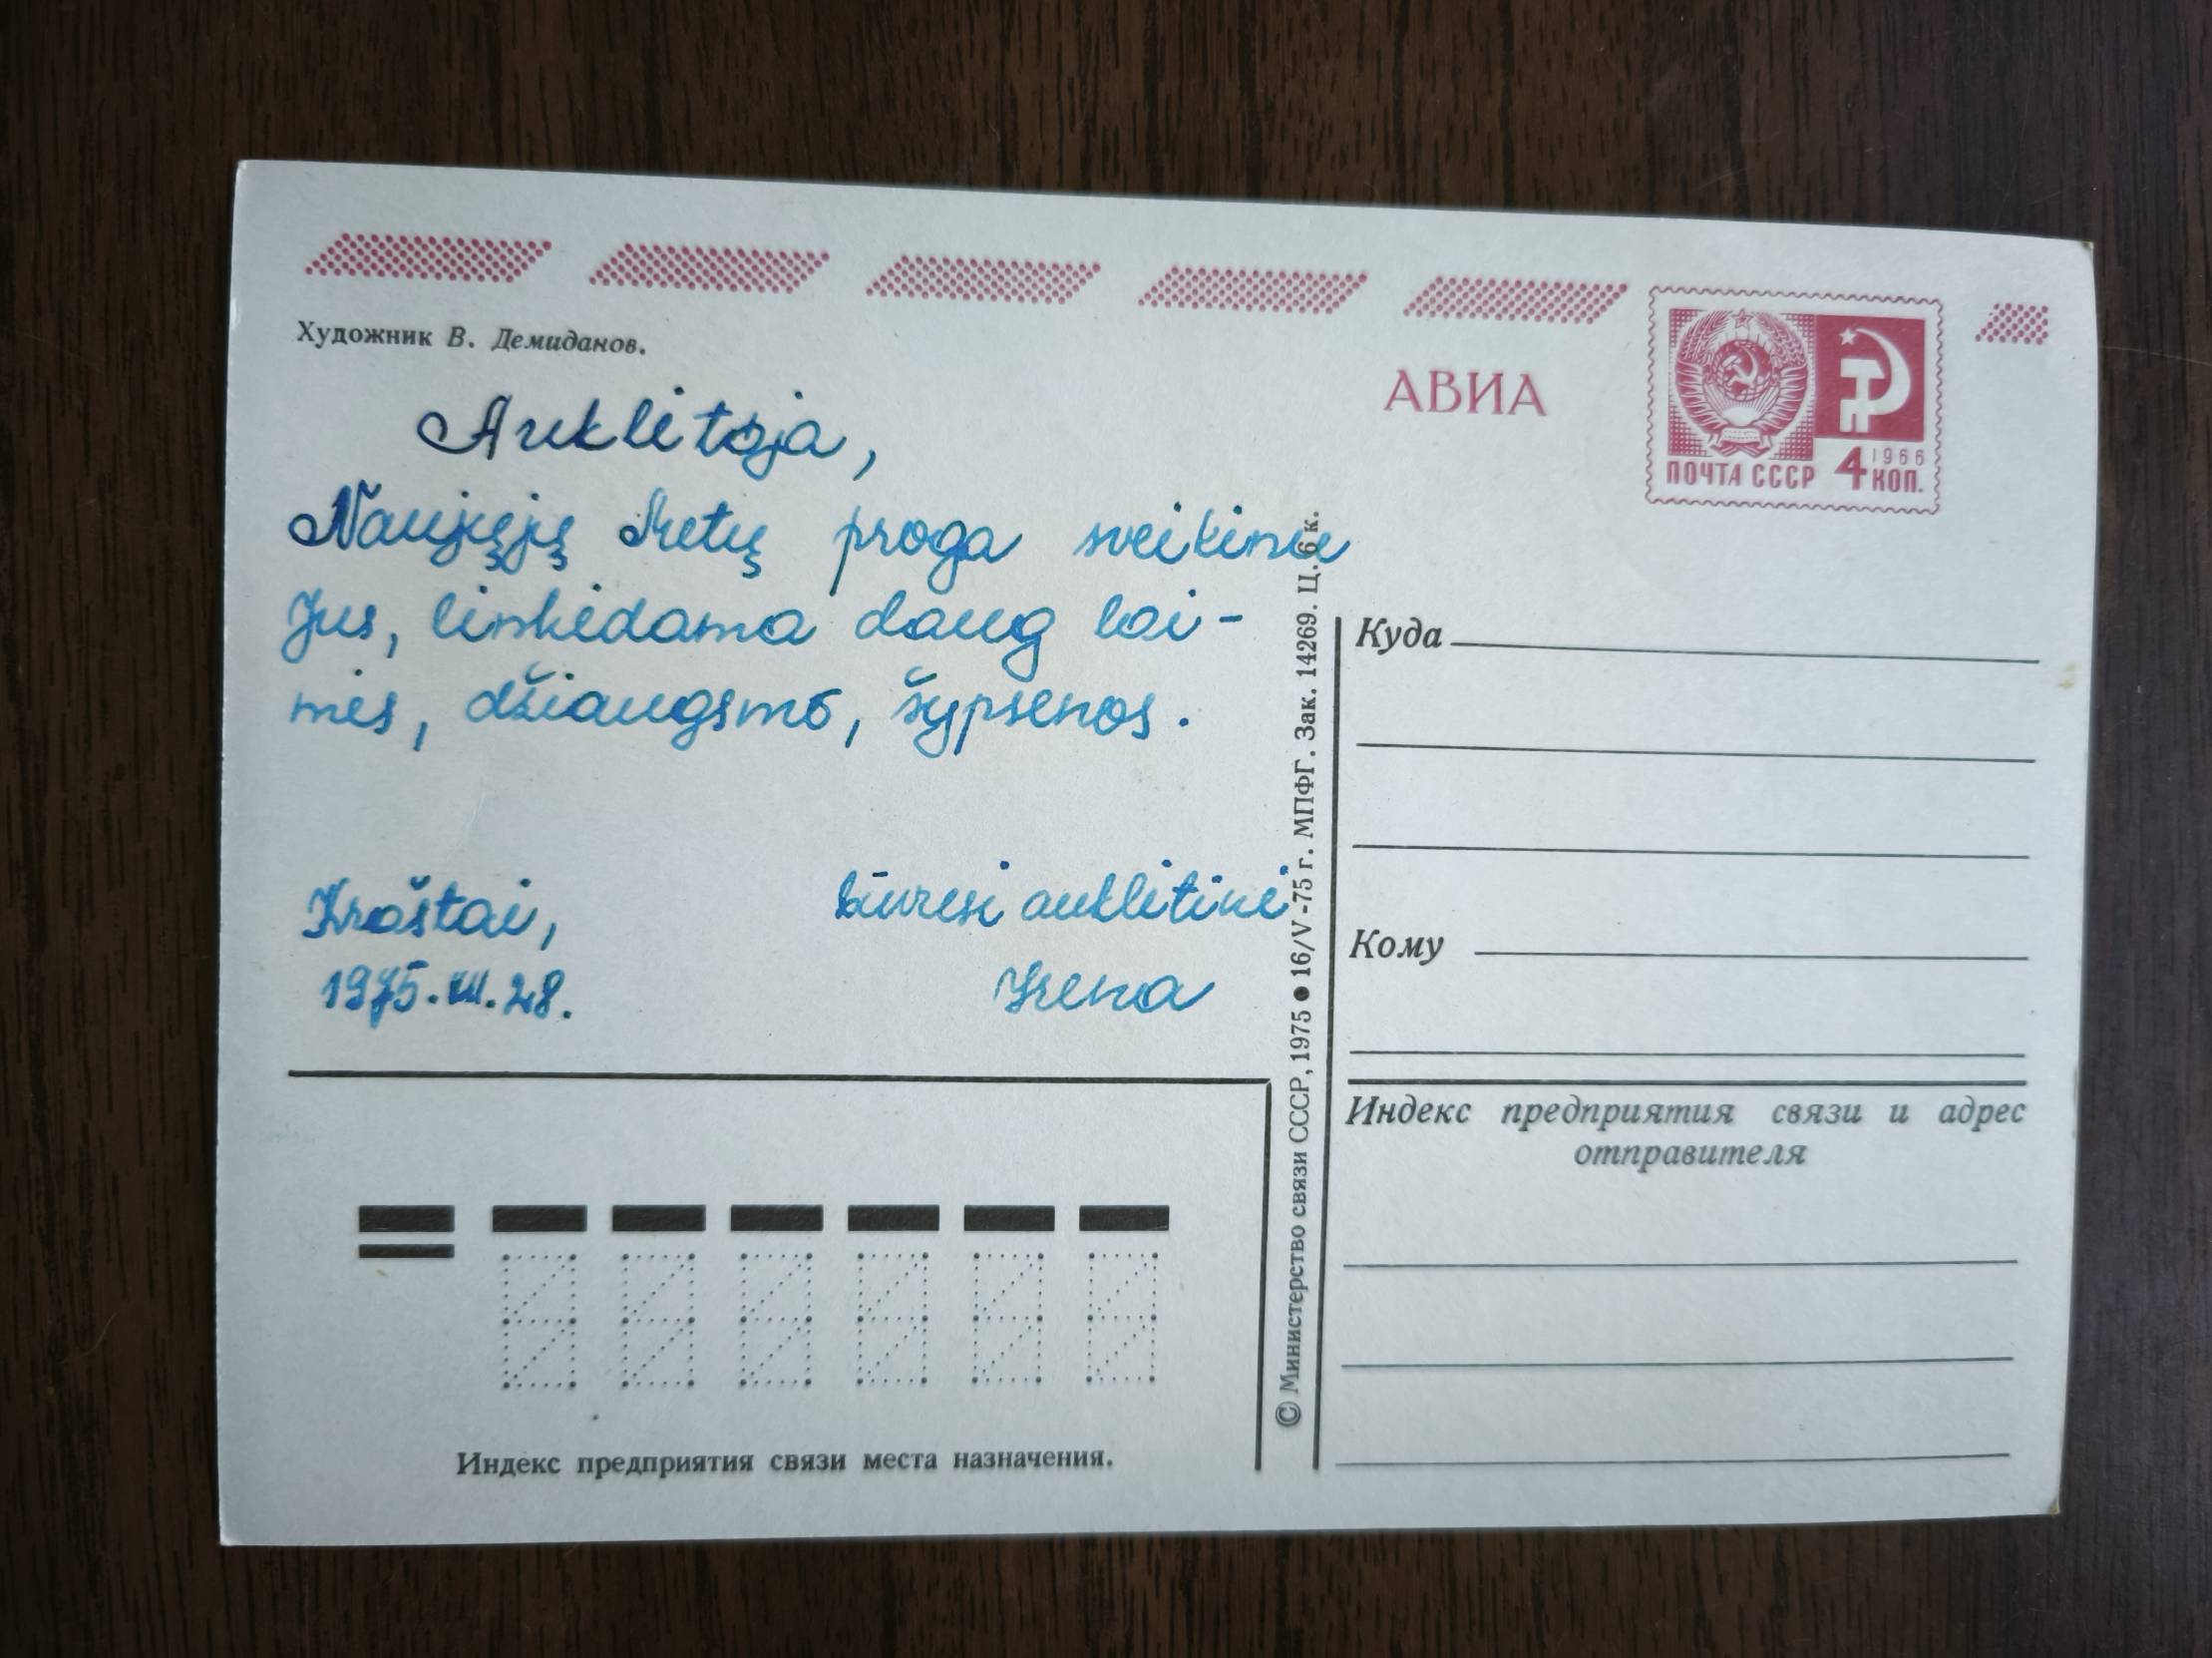 Художник В. Демиданов.
АВИА
ПОЧТА СССР 4 1966 КОП.
Auklėtoja,
Naujųjų Metų proga sveikinu
Jus, linkėdama daug lai-
mės, džiaugsmo, šypsenos.
Kroštai,
1975.XII.28.
buvusi auklėtinė
Irena
© Министерство связи СССР, 1975 ● 16/V-75 г. МПФГ. Зак. 14269. Ц. 6 к.
Куда
Кому
Индекс предприятия связи и адрес
отправителя
Индекс предприятия связи места назначения.